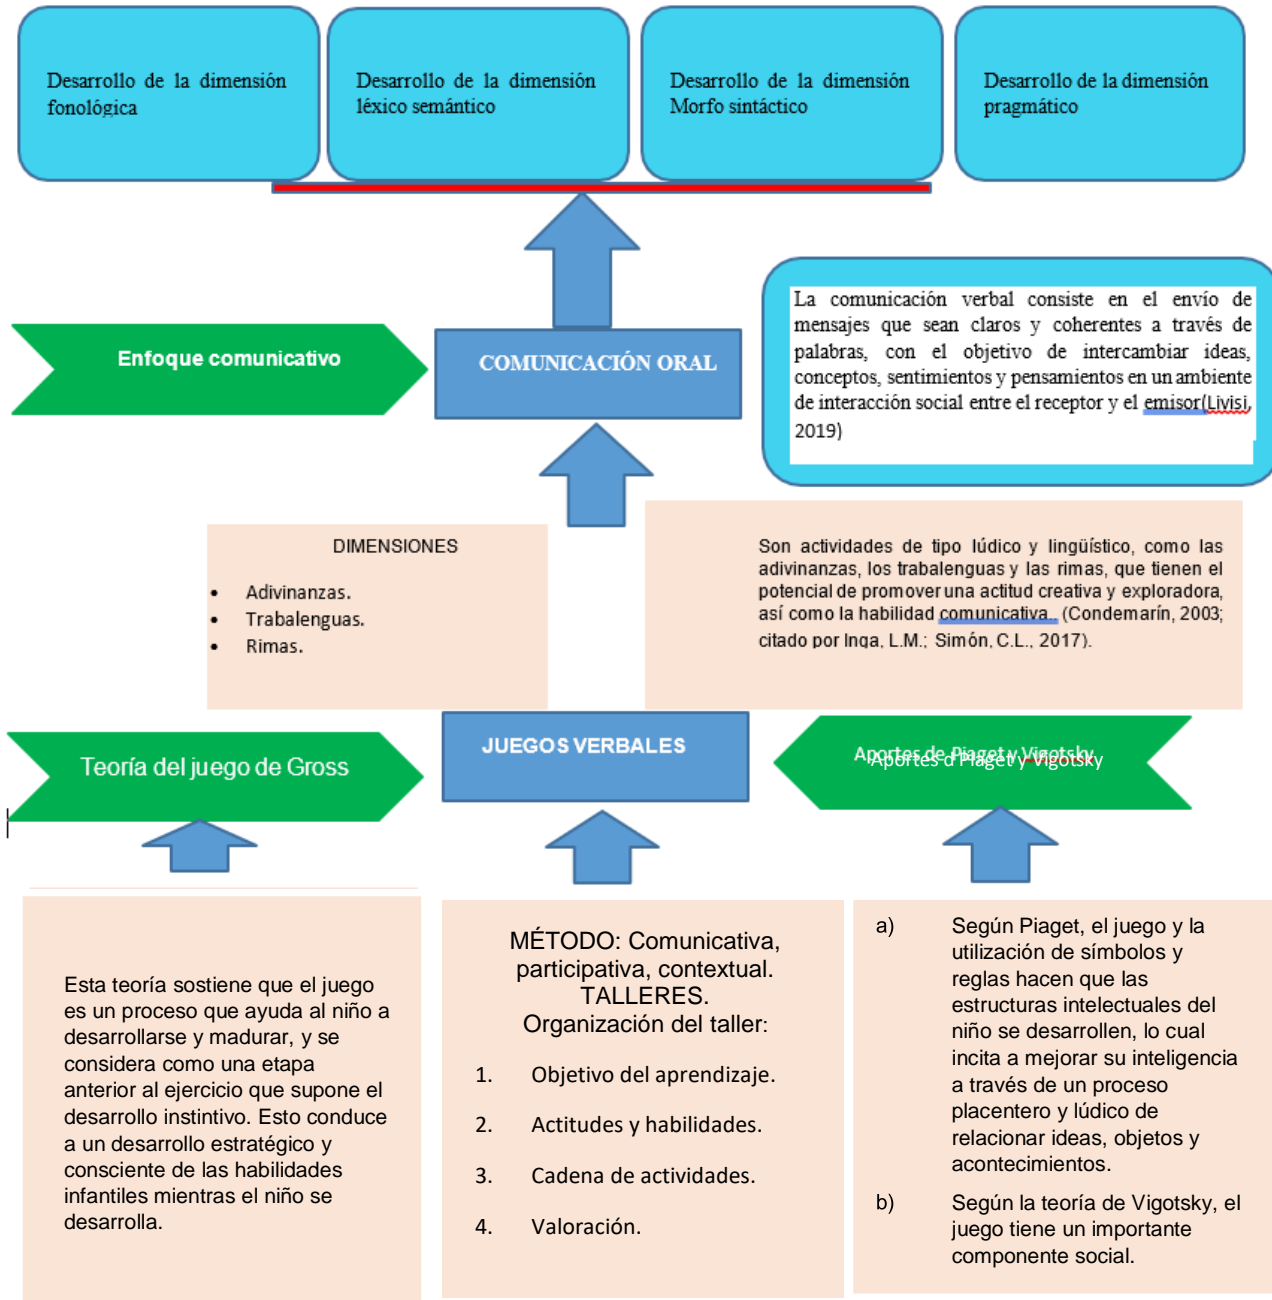 Desarrollo de la dimensión
fonológica
Desarrollo de la dimensión
léxico semántico
Desarrollo de la dimensión
Morfo sintáctico
Desarrollo de la dimensión
pragmático
Enfoque comunicativo
COMUNICACIÓN ORAL
La comunicación verbal consiste en el envío de
mensajes que sean claros y coherentes a través de
palabras, con el objetivo de intercambiar ideas,
conceptos, sentimientos y pensamientos en un ambiente
de interacción social entre el receptor y el emisor(Livisi,
2019)
DIMENSIONES
• Adivinanzas.
• Trabalenguas.
• Rimas.
Son actividades de tipo lúdico y lingüístico, como las
adivinanzas, los trabalenguas y las rimas, que tienen el
potencial de promover una actitud creativa y exploradora,
así como la habilidad comunicativa.. (Condemarín, 2003;
citado por Inga, L.M.; Simón, C.L., 2017).
Teoría del juego de Gross
JUEGOS VERBALES
Aportes de Piaget y Vigotsky
Aportes d Piaget y Vigotsky
Esta teoría sostiene que el juego
es un proceso que ayuda al niño a
desarrollarse y madurar, y se
considera como una etapa
anterior al ejercicio que supone el
desarrollo instintivo. Esto conduce
a un desarrollo estratégico y
consciente de las habilidades
infantiles mientras el niño se
desarrolla.
MÉTODO: Comunicativa,
participativa, contextual.
TALLERES.
Organización del taller:
1. Objetivo del aprendizaje.
2. Actitudes y habilidades.
3. Cadena de actividades.
4. Valoración.
a) Según Piaget, el juego y la
utilización de símbolos y
reglas hacen que las
estructuras intelectuales del
niño se desarrollen, lo cual
incita a mejorar su inteligencia
a través de un proceso
placentero y lúdico de
relacionar ideas, objetos y
acontecimientos.
b) Según la teoría de Vigotsky, el
juego tiene un importante
componente social.